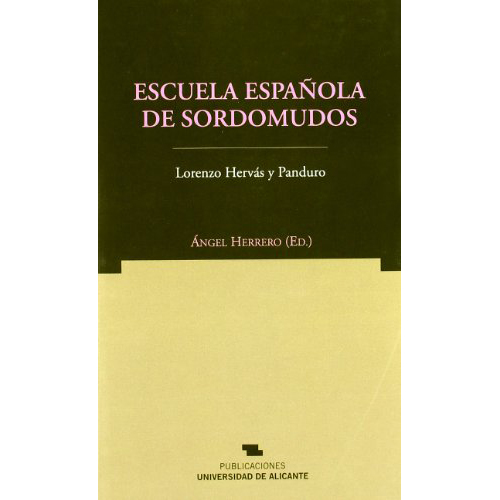 ESCUELA ESPAÑOLA
DE SORDOMUDOS
Lorenzo Hervás y Panduro
ÁNGEL HERRERO (ED.)
PUBLICACIONES
UNIVERSIDAD DE ALICANTE